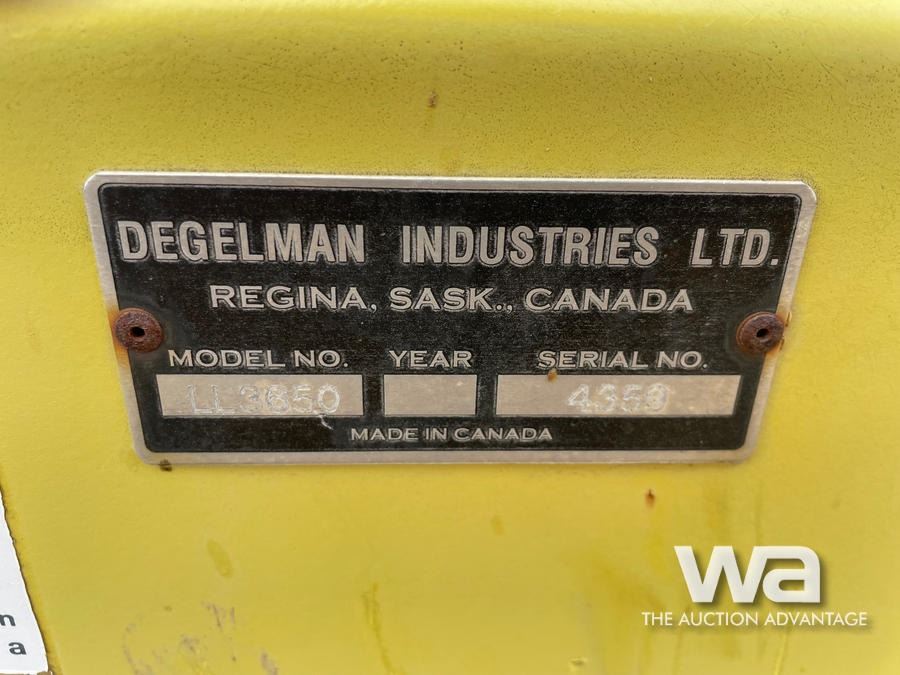 DEGELMAN INDUSTRIES LTD.
REGINA, SASK., CANADA
MODEL NO. YEAR SERIAL NO.
LL3650 4358
MADE IN CANADA
n
a
wa
THE AUCTION ADVANTAGE